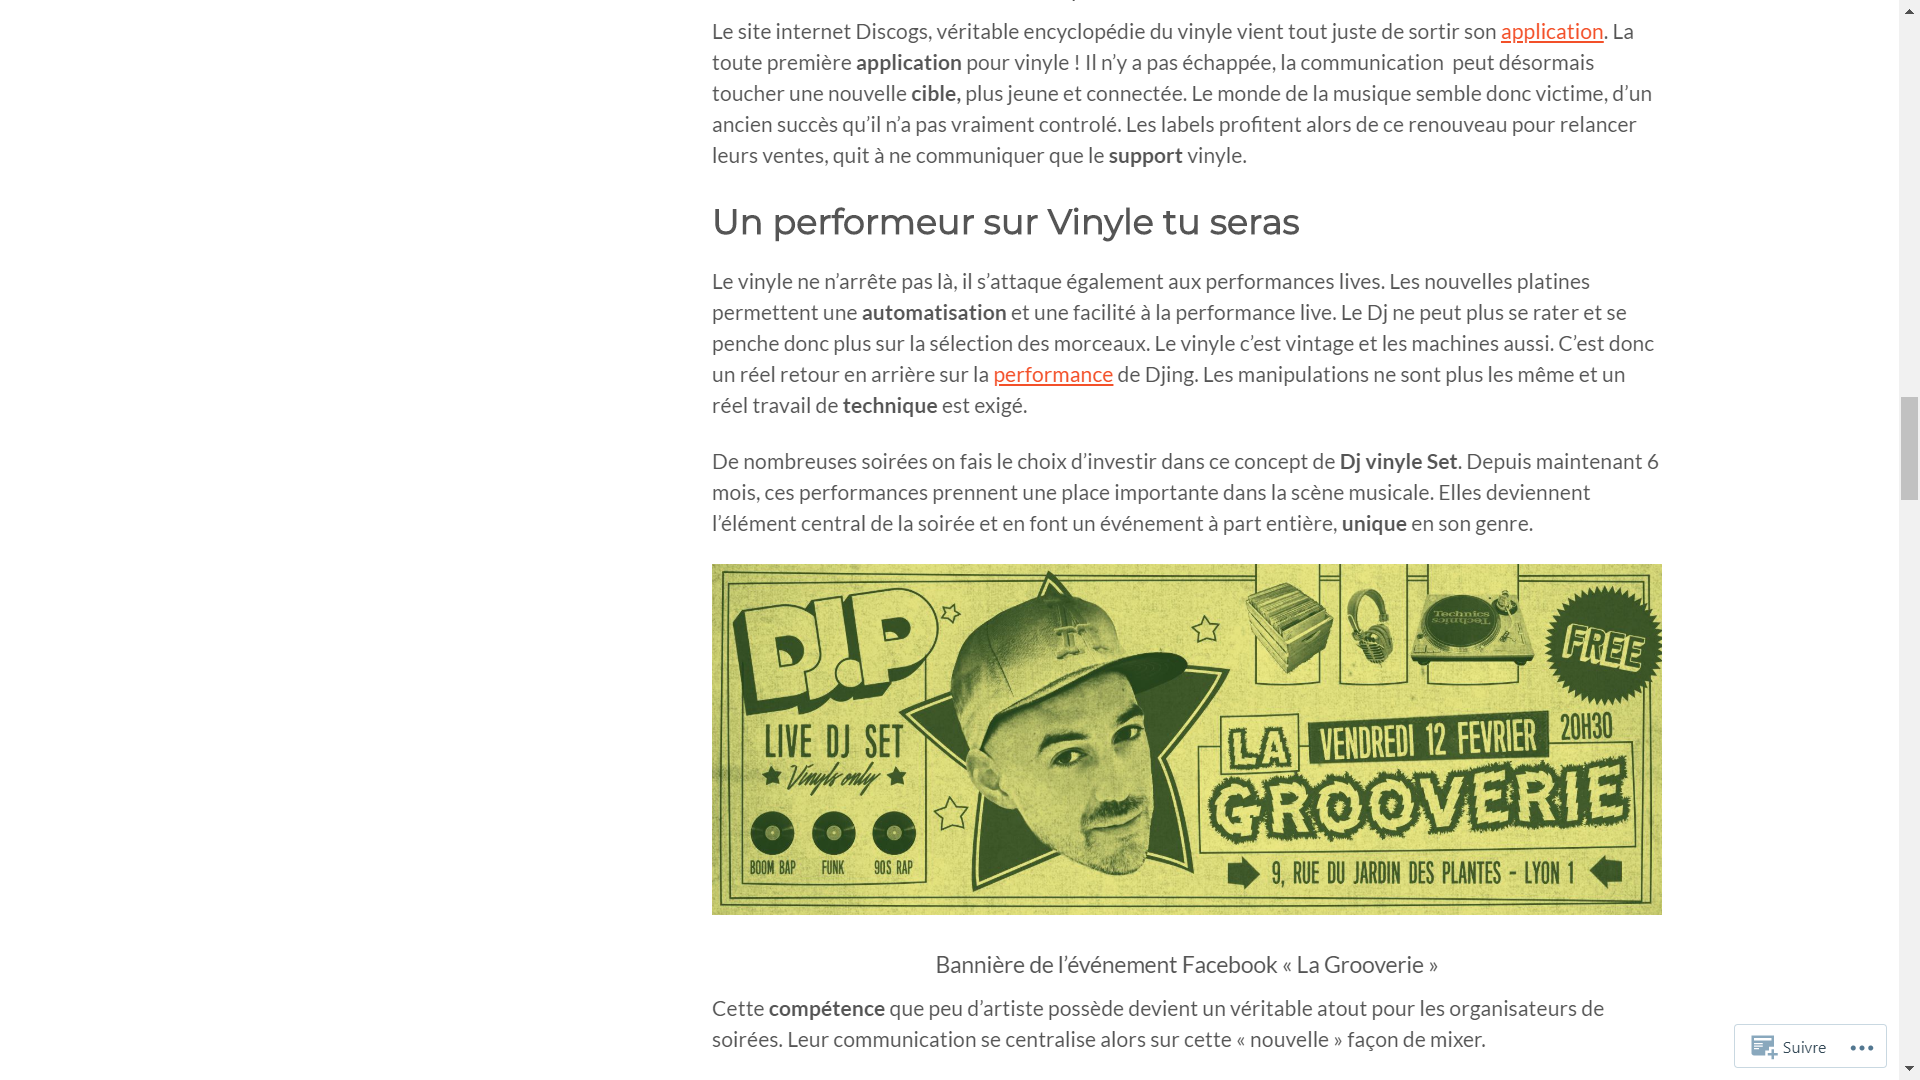 Le site internet Discogs, véritable encyclopédie du vinyle vient tout juste de sortir son application. La
toute première application pour vinyle ! Il n’y a pas échappée, la communication  peut désormais
toucher une nouvelle cible, plus jeune et connectée. Le monde de la musique semble donc victime, d’un
ancien succès qu’il n’a pas vraiment controlé. Les labels profitent alors de ce renouveau pour relancer
leurs ventes, quit à ne communiquer que le support vinyle.
Un performeur sur Vinyle tu seras
Le vinyle ne n’arrête pas là, il s’attaque également aux performances lives. Les nouvelles platines
permettent une automatisation et une facilité à la performance live. Le Dj ne peut plus se rater et se
penche donc plus sur la sélection des morceaux. Le vinyle c’est vintage et les machines aussi. C’est donc
un réel retour en arrière sur la performance de Djing. Les manipulations ne sont plus les même et un
réel travail de technique est exigé.
De nombreuses soirées on fais le choix d’investir dans ce concept de Dj vinyle Set. Depuis maintenant 6
mois, ces performances prennent une place importante dans la scène musicale. Elles deviennent
l’élément central de la soirée et en font un événement à part entière, unique en son genre.
DJ.P
LIVE DJ SET
Vinyls only
BOOM BAP FUNK 90S RAP
Technics
Technics
FREE
LA
VENDREDI 12 FEVRIER 20H30
GROOVERIE
9, RUE DU JARDIN DES PLANTES - LYON 1
Bannière de l’événement Facebook « La Grooverie »
Cette compétence que peu d’artiste possède devient un véritable atout pour les organisateurs de
soirées. Leur communication se centralise alors sur cette « nouvelle » façon de mixer.
Suivre